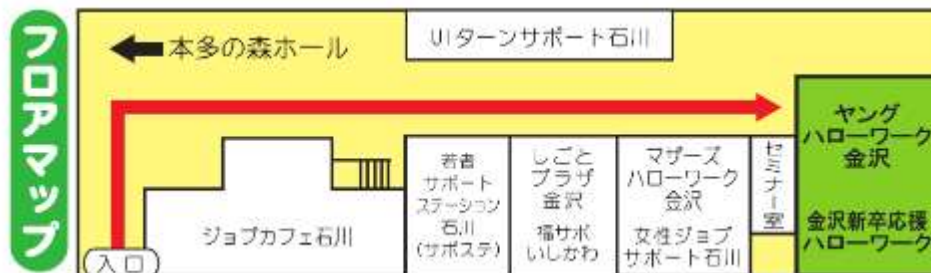 フロアマップ
本多の森ホール
UIターンサポート石川
入口
ジョブカフェ石川
若者
サポート
ステーション
石川
(サポステ)
しごと
プラザ
金沢
福サポ
いしかわ
マザーズ
ハローワーク
金沢
女性ジョブ
サポート石川
セミナー室
ヤング
ハローワーク
金沢
金沢新卒応援
ハローワーク